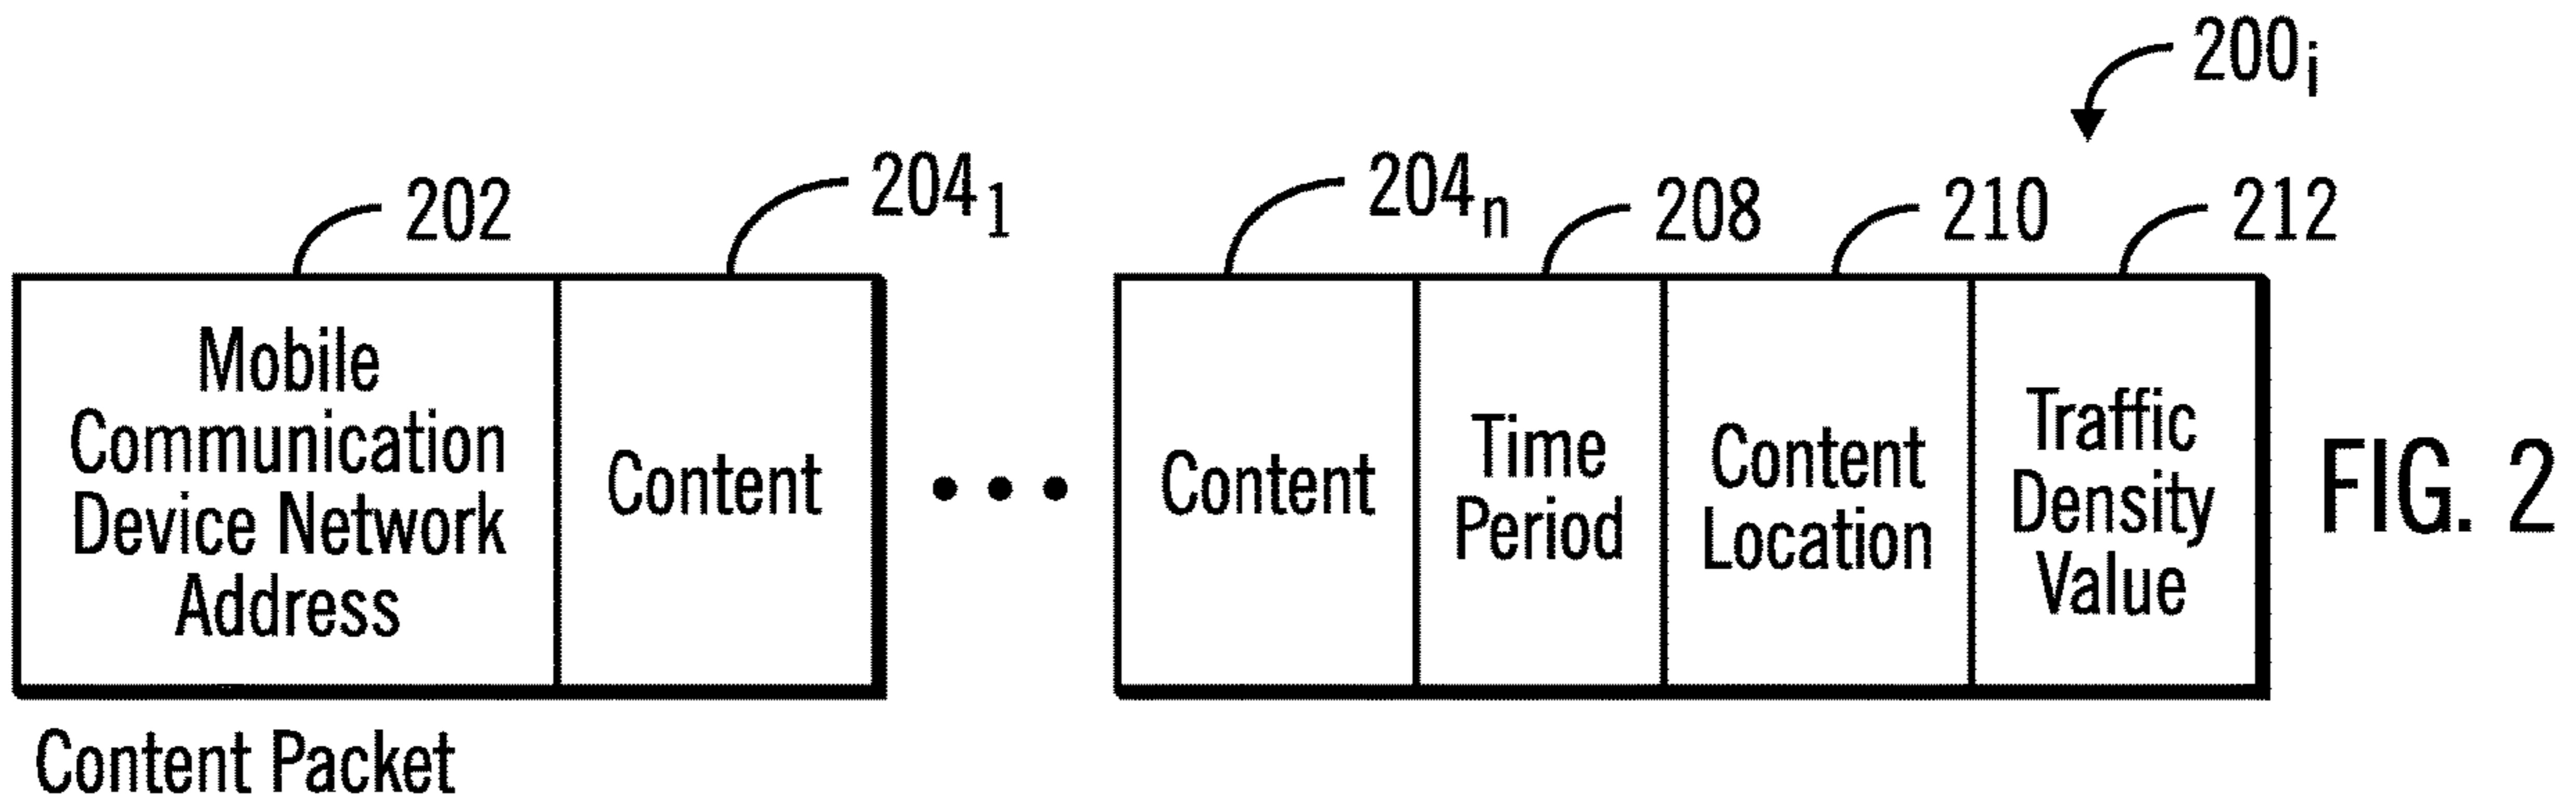 200i
202
2041
204n
208
210
212
Mobile
Communication
Device Network
Address
Content
Content
Time
Period
Content
Location
Traffic
Density
Value
FIG. 2
Content Packet